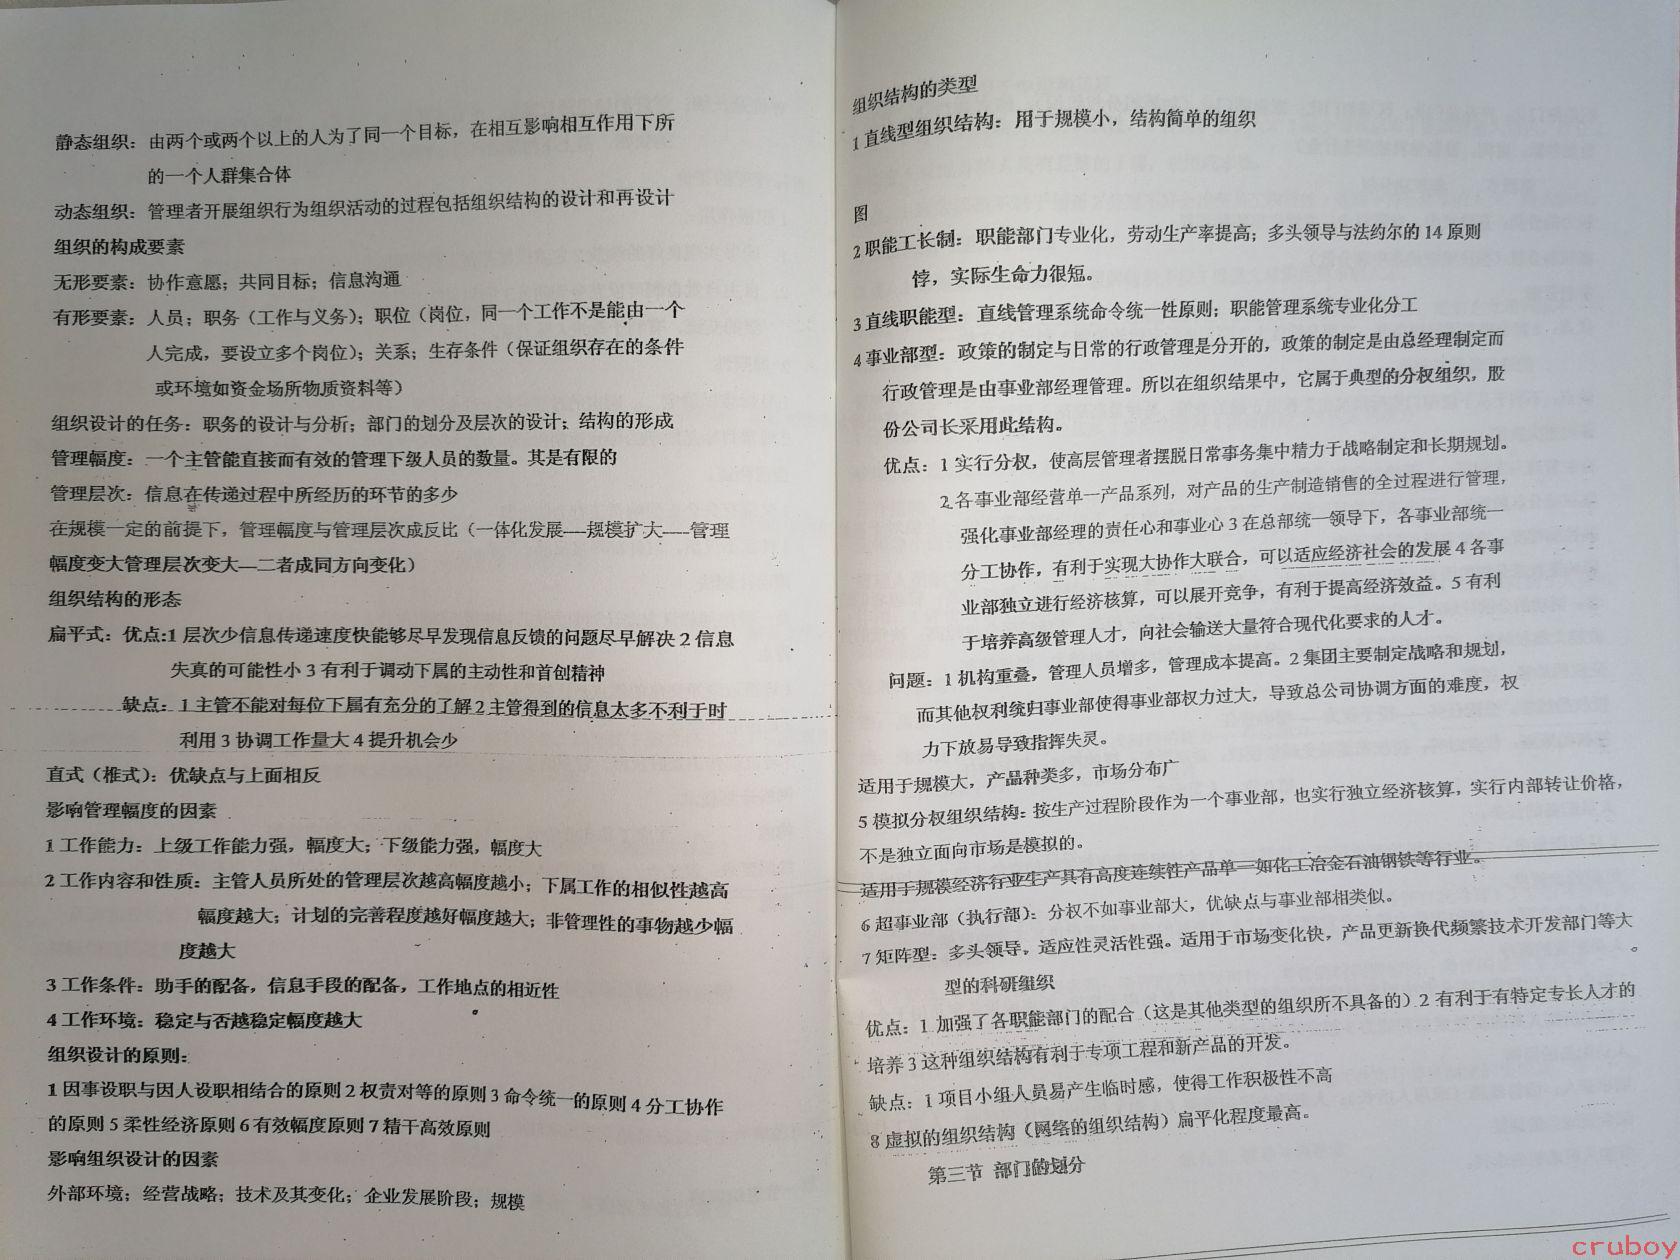 静态组织：由两个或两个以上的人为了同一个目标，在相互影响相互作用下所
的一个人群集合体
动态组织：管理者开展组织行为组织活动的过程包括组织结构的设计和再设计
组织的构成要素
无形要素：协作意愿；共同目标；信息沟通
有形要素：人员；职务（工作与义务）；职位（岗位，同一个工作不是能由一个
人完成，要设立多个岗位）；关系；生存条件（保证组织存在的条件
或环境如资金场所物质资料等）
组织设计的任务：职务的设计与分析；部门的划分及层次的设计；结构的形成
管理幅度：一个主管能直接而有效的管理下级人员的数量。其是有限的
管理层次：信息在传递过程中所经历的环节的多少
在规模一定的前提下，管理幅度与管理层次成反比（一体化发展----规模扩大----管理
幅度变大管理层次变大—二者成同方向变化）
组织结构的形态
扁平式：优点:1 层次少信息传递速度快能够尽早发现信息反馈的问题尽早解决 2 信息
失真的可能性小 3 有利于调动下属的主动性和首创精神
缺点：1 主管不能对每位下属有充分的了解 2 主管得到的信息太多不利于时
利用 3 协调工作量大 4 提升机会少
直式（椎式）：优缺点与上面相反
影响管理幅度的因素
1 工作能力：上级工作能力强，幅度大；下级能力强，幅度大
2 工作内容和性质：主管人员所处的管理层次越高幅度越小；下属工作的相似性越高
幅度越大；计划的完善程度越好幅度越大；非管理性的事物越少幅
度越大
3 工作条件：助手的配备，信息手段的配备，工作地点的相近性
4 工作环境：稳定与否越稳定幅度越大
组织设计的原则：
1 因事设职与因人设职相结合的原则 2 权责对等的原则 3 命令统一的原则 4 分工协作
的原则 5 柔性经济原则 6 有效幅度原则 7 精干高效原则
影响组织设计的因素
外部环境；经营战略；技术及其变化；企业发展阶段；规模
组织结构的类型
1 直线型组织结构：用于规模小，结构简单的组织
图
2 职能工长制：职能部门专业化，劳动生产率提高；多头领导与法约尔的 14 原则
悖，实际生命力很短。
3 直线职能型：直线管理系统命令统一性原则；职能管理系统专业化分工
4 事业部型：政策的制定与日常的行政管理是分开的，政策的制定是由总经理制定而
行政管理是由事业部经理管理。所以在组织结果中，它属于典型的分权组织，股
份公司长采用此结构。
优点：1 实行分权，使高层管理者摆脱日常事务集中精力于战略制定和长期规划。
2 各事业部经营单一产品系列，对产品的生产制造销售的全过程进行管理，
强化事业部经理的责任心和事业心 3 在总部统一领导下，各事业部统一
分工协作，有利于实现大协作大联合，可以适应经济社会的发展 4 各事
业部独立进行经济核算，可以展开竞争，有利于提高经济效益。5 有利
于培养高级管理人才，向社会输送大量符合现代化要求的人才。
问题：1 机构重叠，管理人员增多，管理成本提高。2 集团主要制定战略和规划，
而其他权利统归事业部使得事业部权力过大，导致总公司协调方面的难度，权
力下放易导致指挥失灵。
适用于规模大，产品种类多，市场分布广
5 模拟分权组织结构：按生产过程阶段作为一个事业部，也实行独立经济核算，实行内部转让价格，
不是独立面向市场是模拟的。
适用于规模经济行业生产具有高度连续性产品单一如化工冶金石油钢铁等行业。
6 超事业部（执行部）：分权不如事业部大，优缺点与事业部相类似。
7 矩阵型：多头领导，适应性灵活性强。适用于市场变化快，产品更新换代频繁技术开发部门等大
型的科研组织
优点：1 加强了各职能部门的配合（这是其他类型的组织所不具备的）2 有利于有特定专长人才的
培养 3 这种组织结构有利于专项工程和新产品的开发。
缺点：1 项目小组人员易产生临时感，使得工作积极性不高
8 虚拟的组织结构（网络的组织结构）扁平化程度最高。
第三节 部门的划分
cruboy